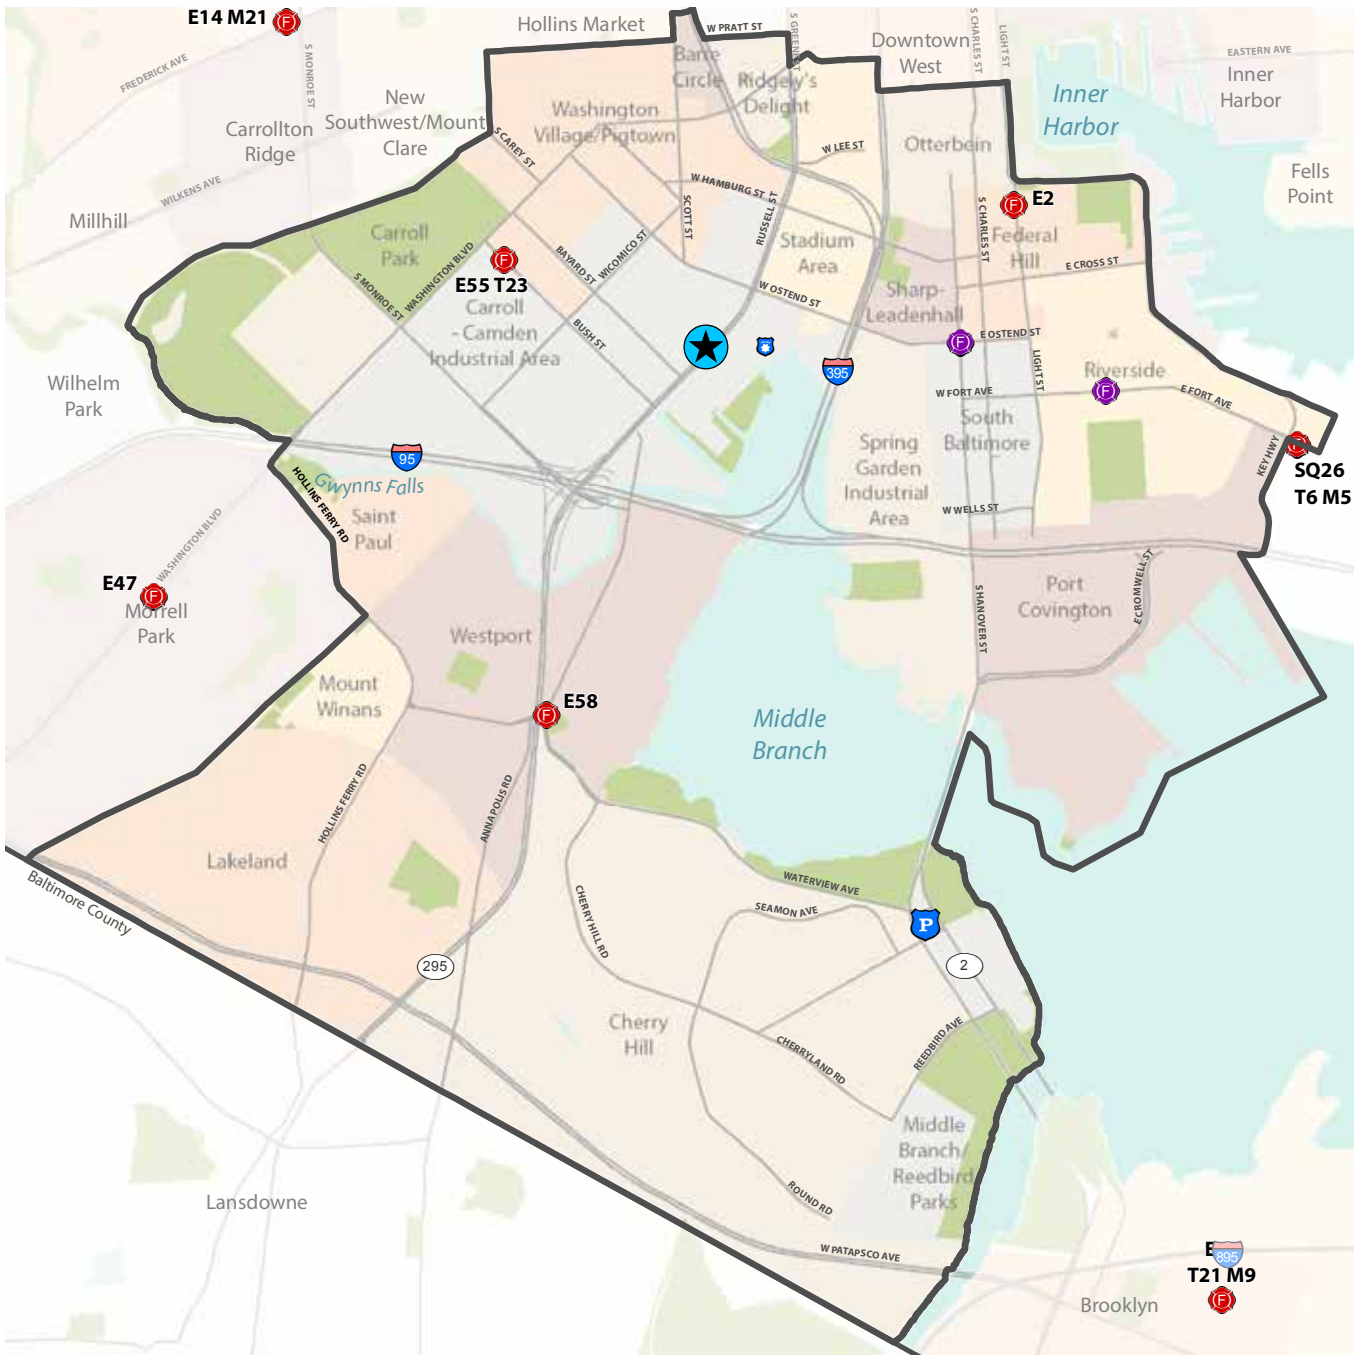 E14 M21
F
Hollins Market
W PRATT ST
S GREENE ST
S CHARLES ST
LIGHT ST
Downtown
West
EASTERN AVE
Inner
Harbor
FREDERICK AVE
S MONROE ST
Barre
Circle
Ridgely's
Delight
Inner
Harbor
New
Southwest/Mount
Clare
Carrollton
Ridge
Washington
Village/Pigtown
S CAREY ST
W LEE ST
Otterbein
Fells
Point
WILKENS AVE
Millhill
W HAMBURG ST
SCOTT ST
RUSSELL ST
S CHARLES ST
F
E2
Federal
Hill
Carroll
Park
WASHINGTON BLVD
S MONROE ST
F
E55 T23
BAYARD ST
WICOMICO ST
Stadium
Area
E CROSS ST
W OSTEND ST
Sharp-
Leadenhall
Carroll
- Camden
Industrial Area
BUSH ST
F
E OSTEND ST
LIGHT ST
395
Riverside
F
W FORT AVE
E FORT AVE
Wilhelm
Park
South
Baltimore
Spring
Garden
Industrial
Area
95
F
KEY HWY
SQ26
T6 M5
HOLLINS FERRY RD
Gwynns Falls
Saint
Paul
W WELLS ST
WASHINGTON BLVD
E47
F
Morrell
Park
Port
Covington
E CROMWELL ST
S HANOVER ST
Westport
Mount
Winans
F
E58
Middle
Branch
HOLLINS FERRY RD
ANNAPOLIS RD
Lakeland
Baltimore County
WATERVIEW AVE
SEAMON AVE
P
CHERRY HILL RD
295
2
Cherry
Hill
CHERRYLAND RD
REEDBIRD AVE
Middle
Branch/
Reedbird
Parks
ROUND RD
Lansdowne
W PATAPSCO AVE
E
895
T21 M9
F
Brooklyn